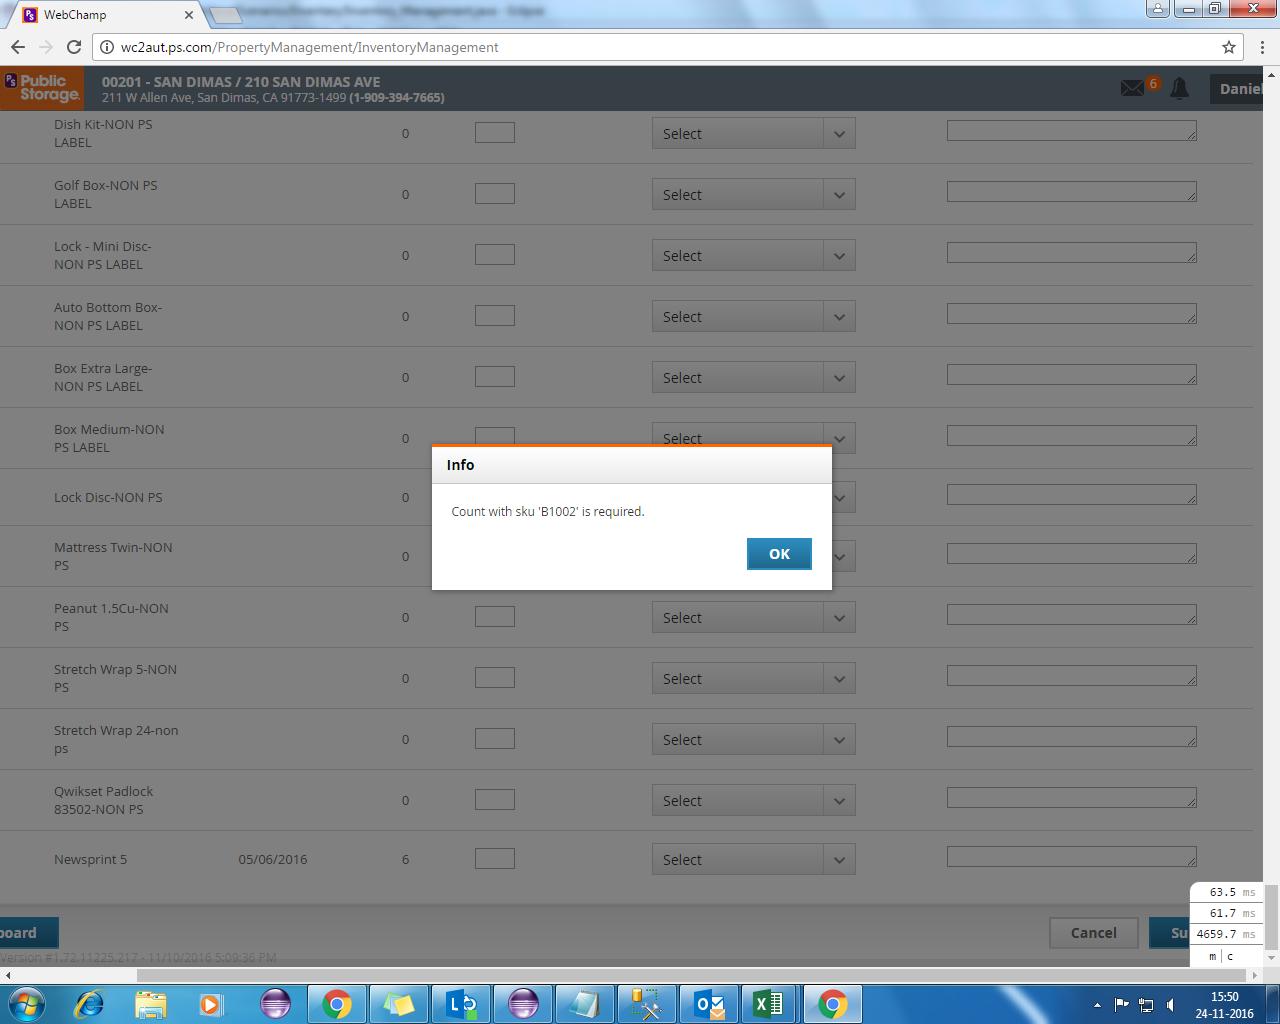 WebChamp
wc2aut.ps.com/PropertyManagement/InventoryManagement
Public Storage.
00201 - SAN DIMAS / 210 SAN DIMAS AVE
211 W Allen Ave, San Dimas, CA 91773-1499 (1-909-394-7665)
6
Daniel
Dish Kit-NON PS
LABEL
0
Select
Golf Box-NON PS
LABEL
0
Select
Lock - Mini Disc-
NON PS LABEL
0
Select
Auto Bottom Box-
NON PS LABEL
0
Select
Box Extra Large-
NON PS LABEL
0
Select
Box Medium-NON
PS LABEL
0
Select
Lock Disc-NON PS
0
Mattress Twin-NON
PS
0
Info
Count with sku 'B1002' is required.
OK
Peanut 1.5Cu-NON
PS
0
Select
Stretch Wrap 5-NON
PS
0
Select
Stretch Wrap 24-non
ps
0
Select
Qwikset Padlock
83502-NON PS
0
Select
Newsprint 5
05/06/2016
6
Select
63.5 ms
61.7 ms
4659.7 ms
m | c
board
Cancel
Su
Version #1.72.11225.217 - 11/10/2016 5:09:36 PM
15:50
24-11-2016